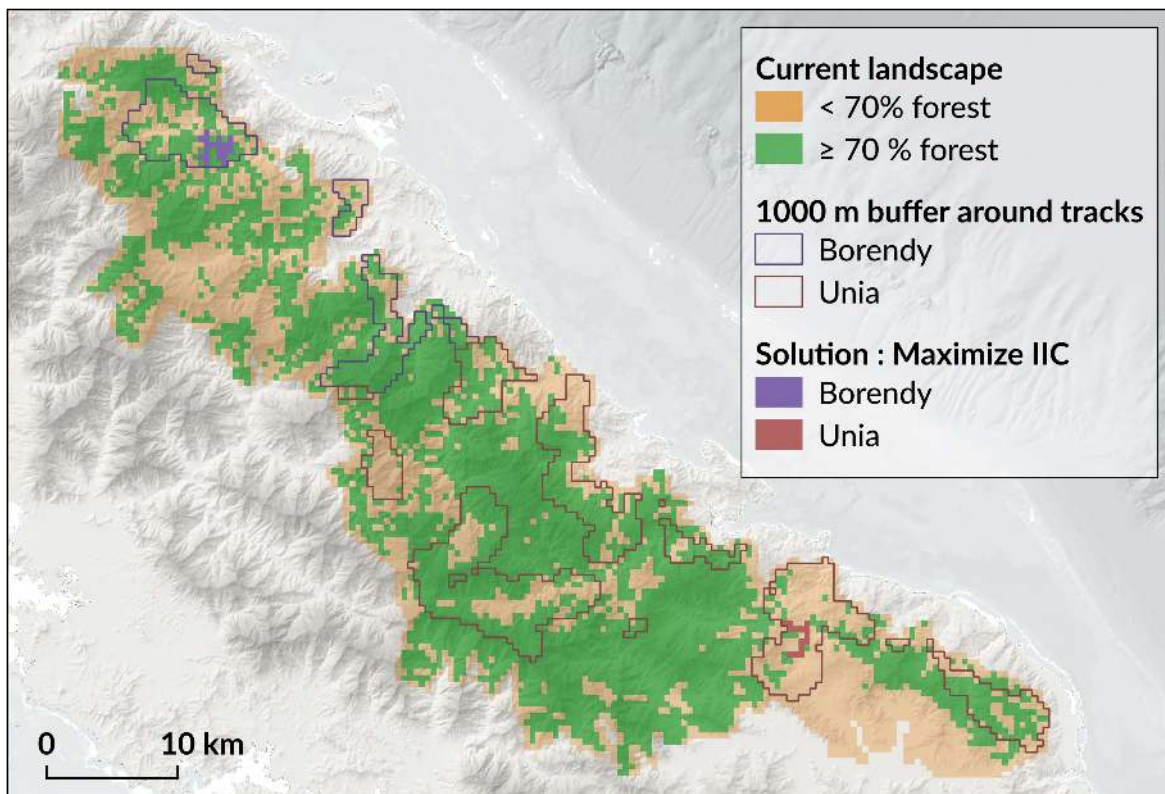 Current landscape
< 70% forest
≥ 70 % forest
1000 m buffer around tracks
Borendy
Unia
Solution : Maximize IIC
Borendy
Unia
0 10 km